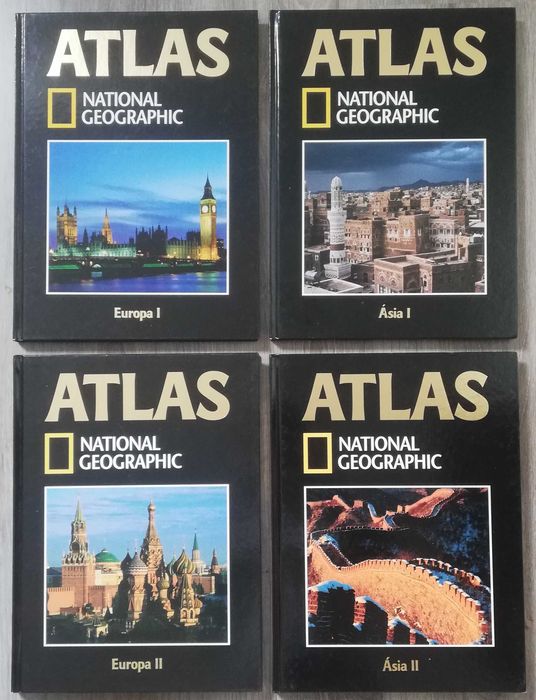 ATLAS
NATIONAL
GEOGRAPHIC
Europa I
ATLAS
NATIONAL
GEOGRAPHIC
Ásia I
ATLAS
NATIONAL
GEOGRAPHIC
Europa II
ATLAS
NATIONAL
GEOGRAPHIC
Ásia II